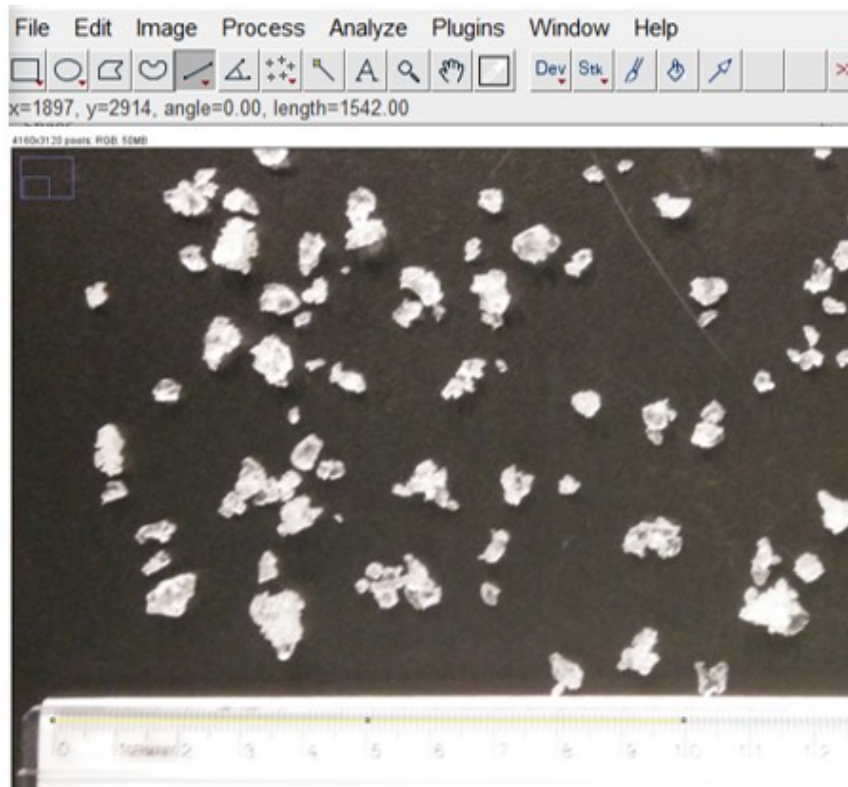 File Edit Image Process Analyze Plugins Window Help
Dev Stk
x=1897, y=2914, angle=0.00, length=1542.00
4160x3120 pixels; RGB; 50MB
0 1 2 3 4 5 6 7 8 9 10 11 12